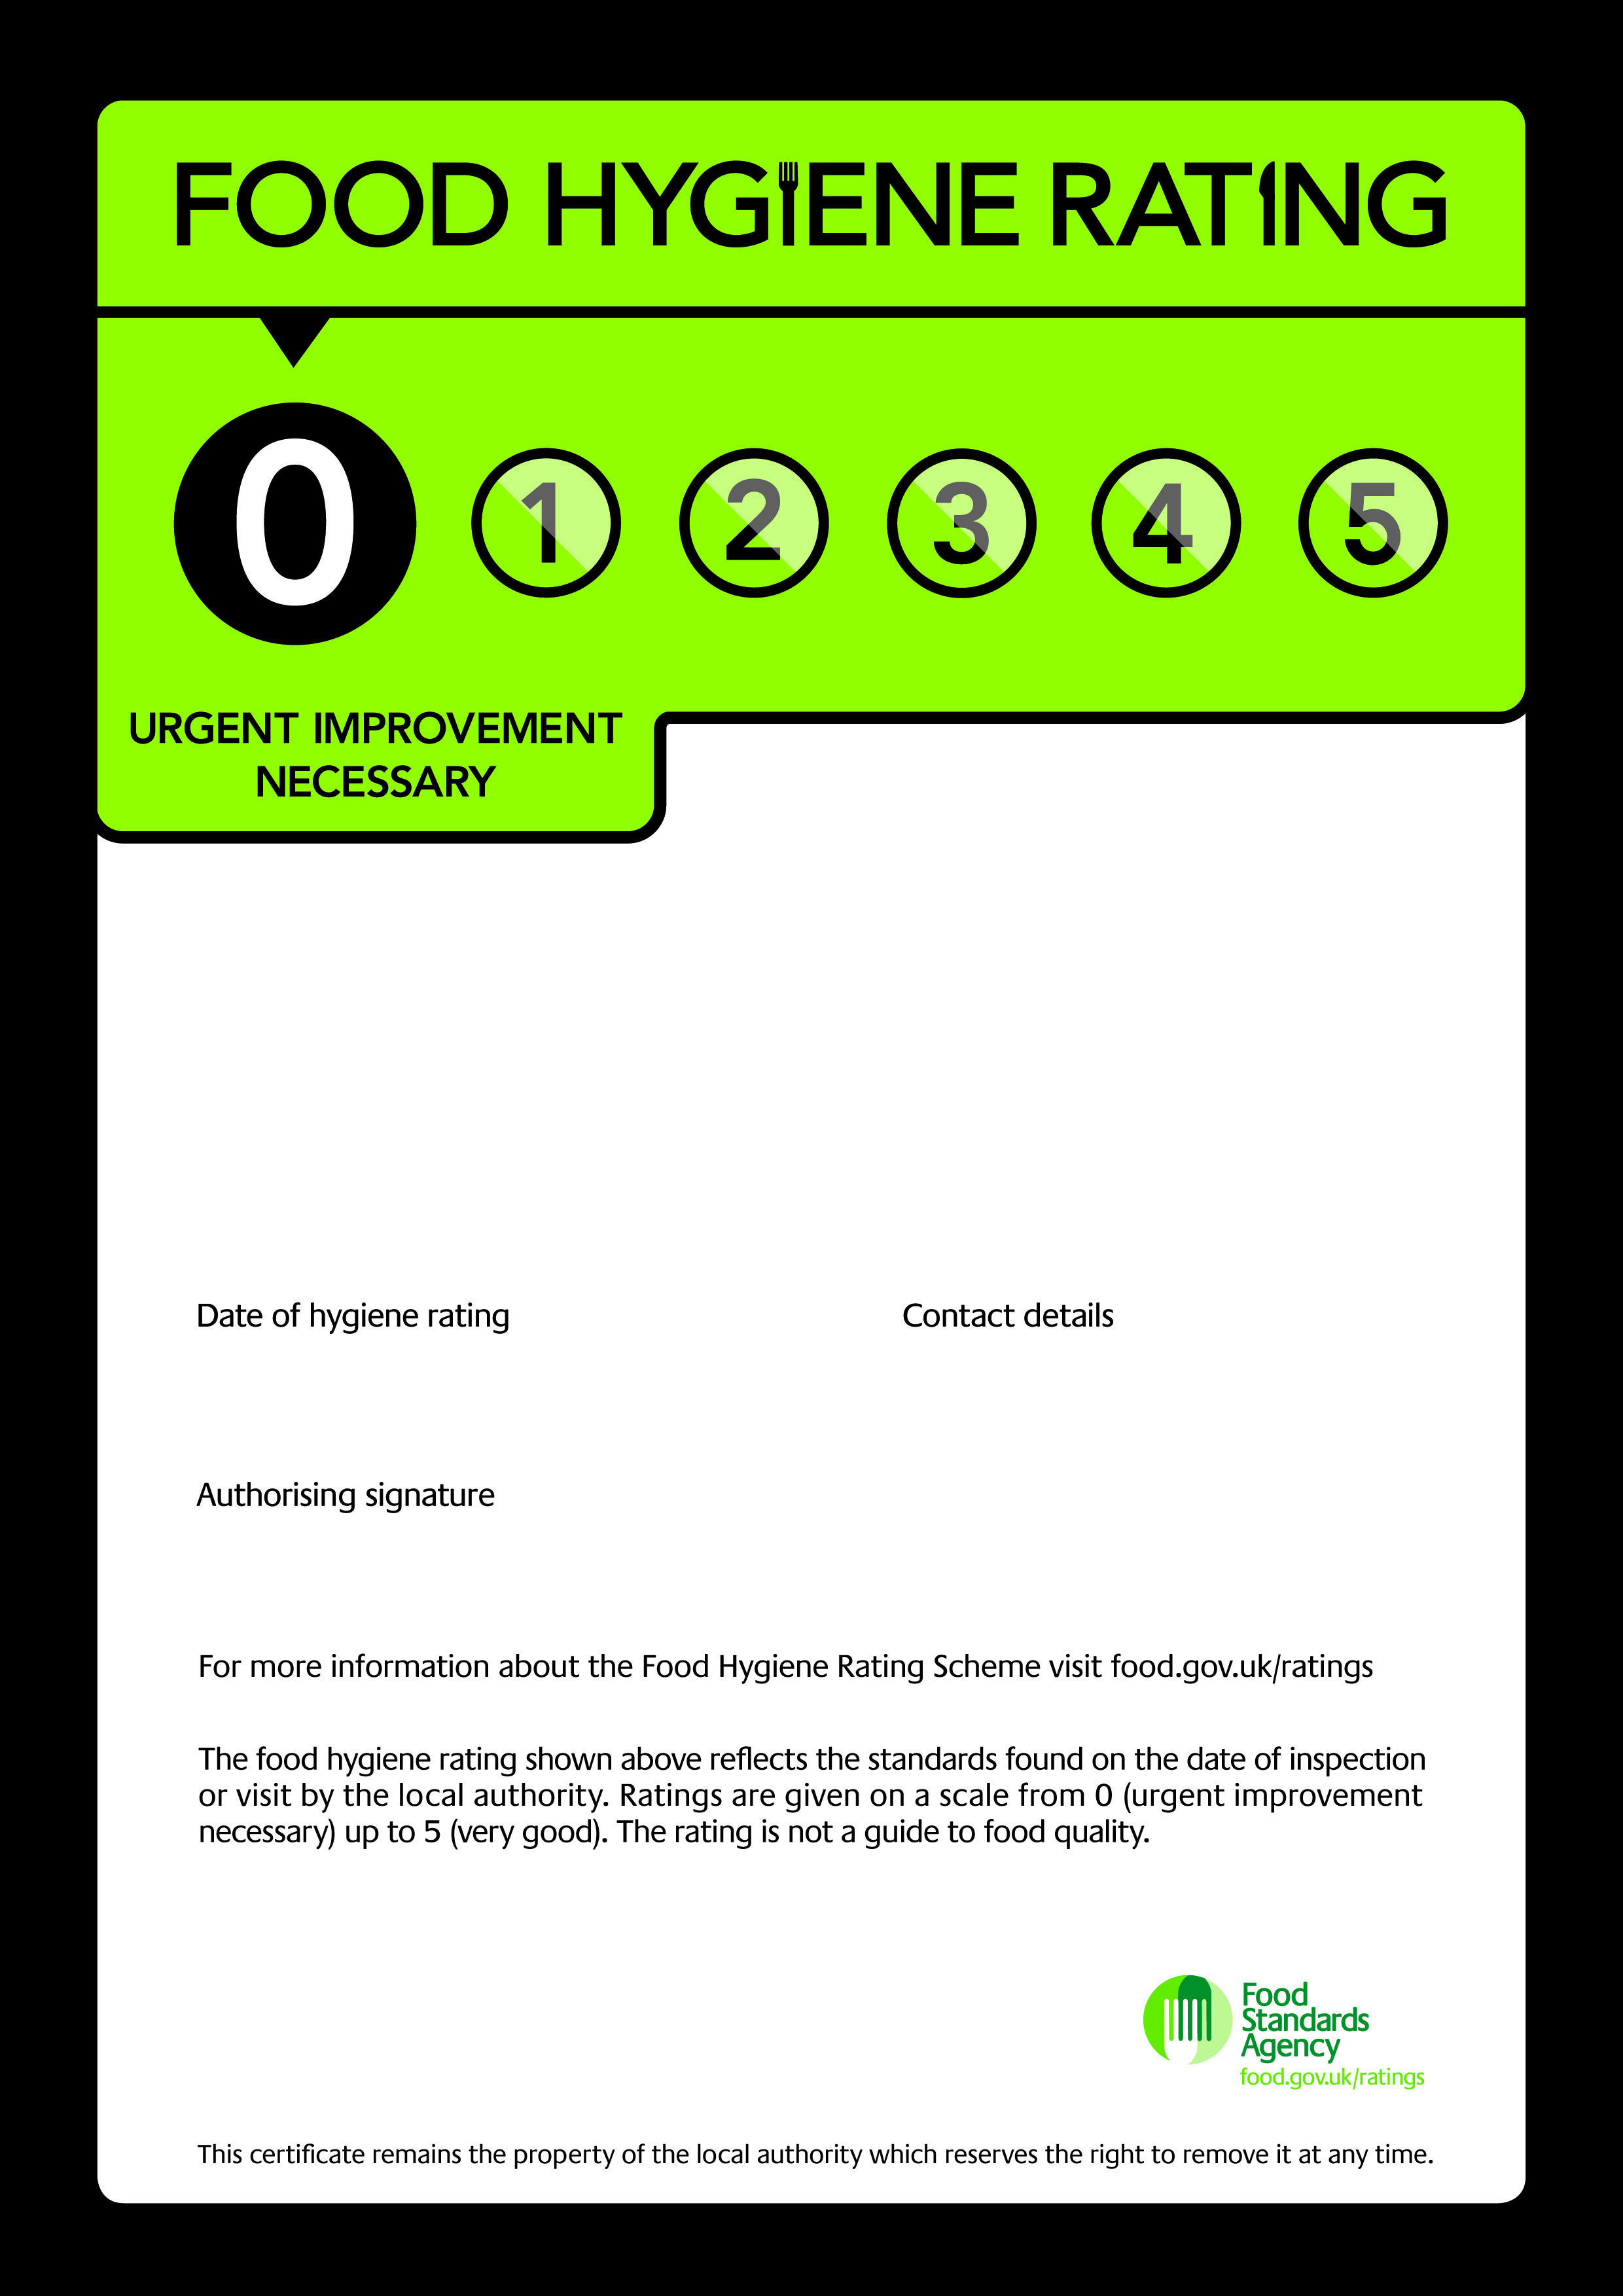 FOOD HYGIENE RATING
0 1 2 3 4 5
URGENT IMPROVEMENT
NECESSARY
Date of hygiene rating
Contact details
Authorising signature
For more information about the Food Hygiene Rating Scheme visit food.gov.uk/ratings
The food hygiene rating shown above reflects the standards found on the date of inspection
or visit by the local authority. Ratings are given on a scale from 0 (urgent improvement
necessary) up to 5 (very good). The rating is not a guide to food quality.
Food
Standards
Agency
food.gov.uk/ratings
This certificate remains the property of the local authority which reserves the right to remove it at any time.